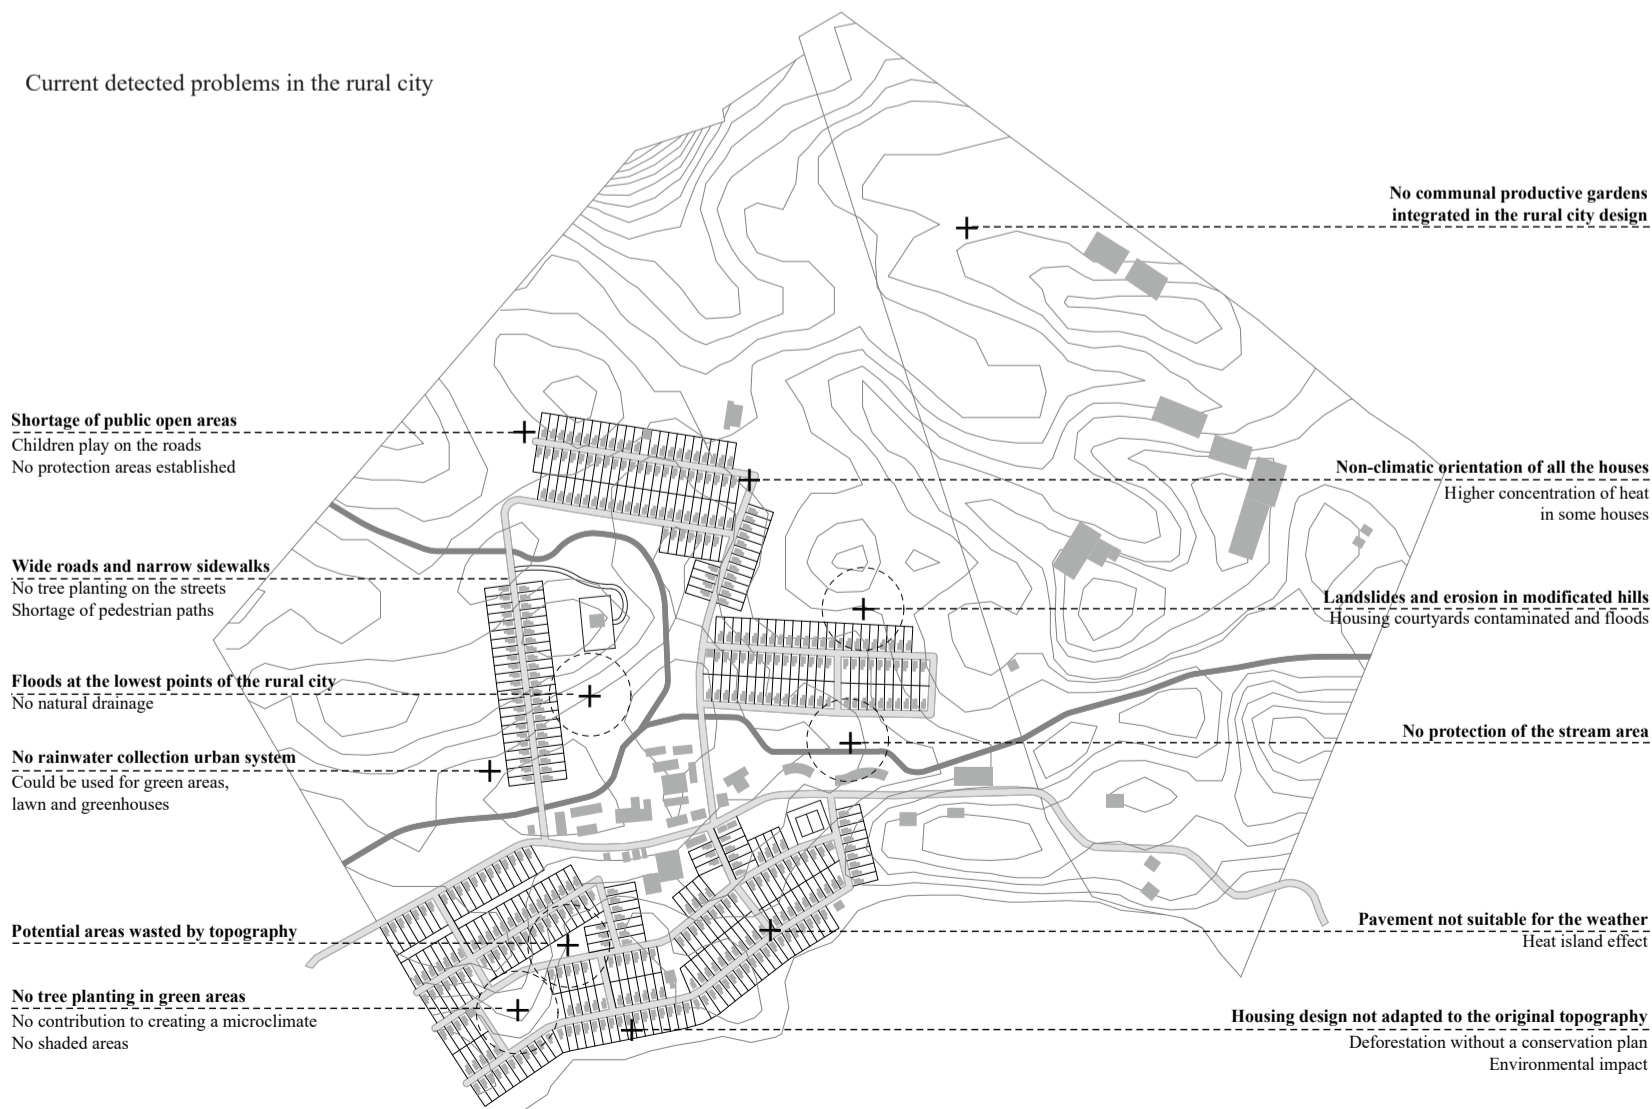 Current detected problems in the rural city
No communal productive gardens
integrated in the rural city design
Shortage of public open areas
Children play on the roads
No protection areas established
Non-climatic orientation of all the houses
Higher concentration of heat
in some houses
Wide roads and narrow sidewalks
No tree planting on the streets
Shortage of pedestrian paths
Landslides and erosion in modificated hills
Housing courtyards contaminated and floods
Floods at the lowest points of the rural city
No natural drainage
No protection of the stream area
No rainwater collection urban system
Could be used for green areas,
lawn and greenhouses
Potential areas wasted by topography
Pavement not suitable for the weather
Heat island effect
No tree planting in green areas
No contribution to creating a microclimate
No shaded areas
Housing design not adapted to the original topography
Deforestation without a conservation plan
Environmental impact